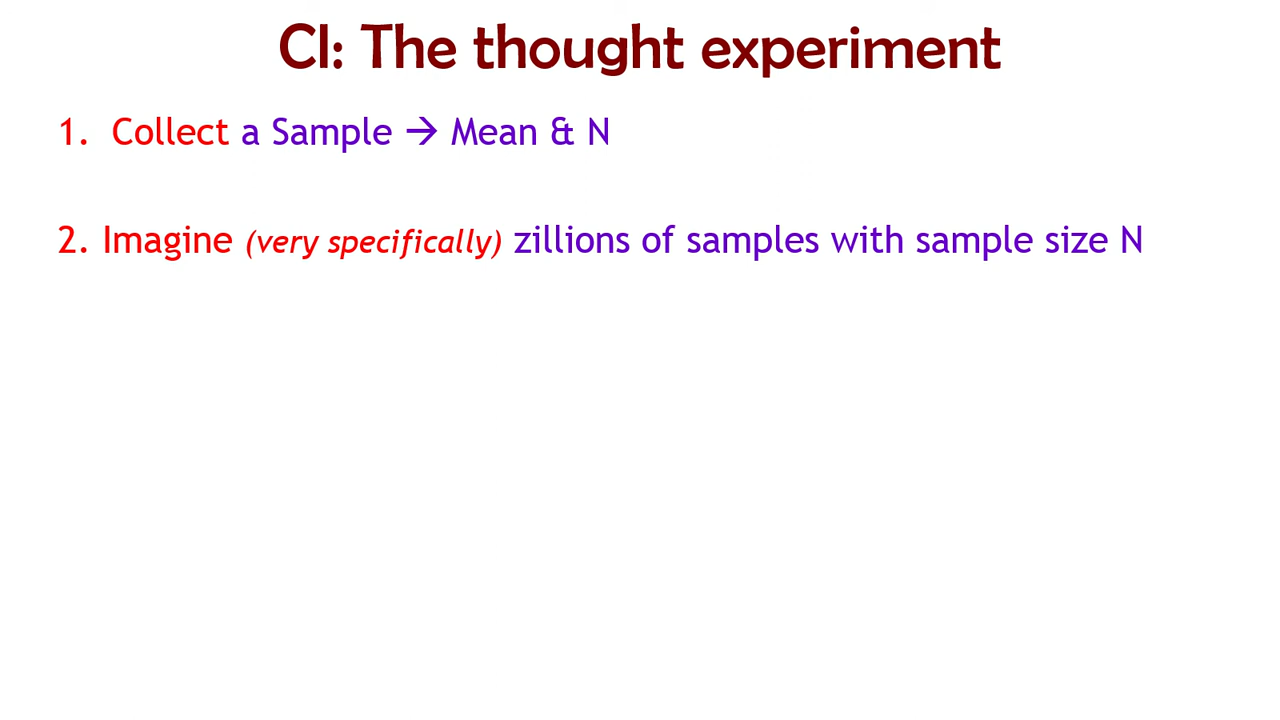 CI: The thought experiment
1. Collect a Sample → Mean & N
2. Imagine (very specifically) zillions of samples with sample size N